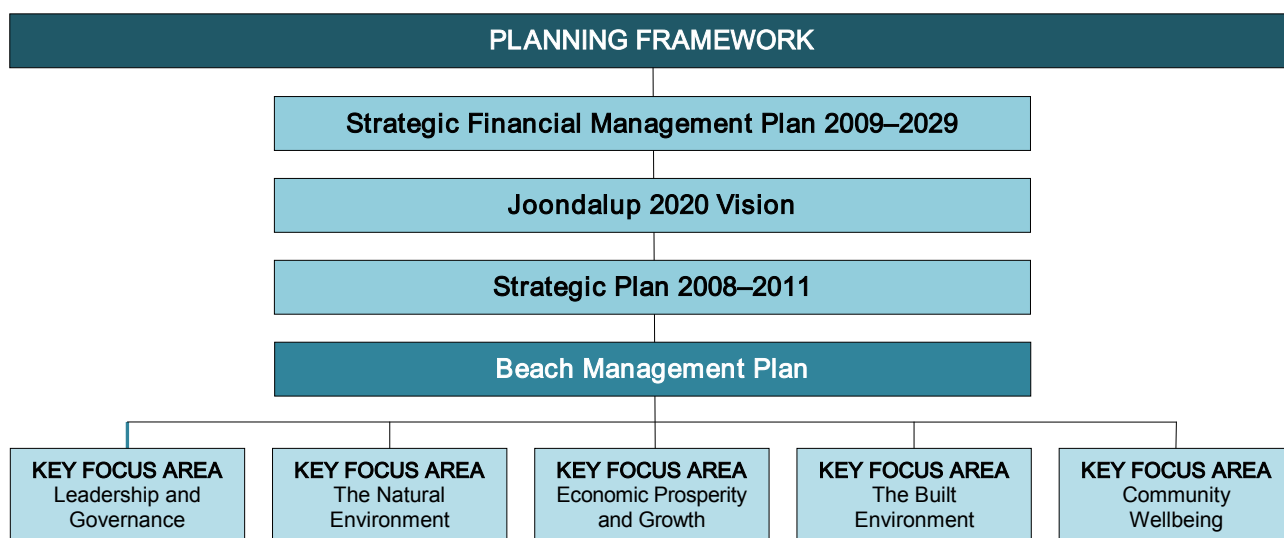 PLANNING FRAMEWORK
Strategic Financial Management Plan 2009–2029
Joondalup 2020 Vision
Strategic Plan 2008–2011
Beach Management Plan
KEY FOCUS AREA
Leadership and
Governance
KEY FOCUS AREA
The Natural
Environment
KEY FOCUS AREA
Economic Prosperity
and Growth
KEY FOCUS AREA
The Built
Environment
KEY FOCUS AREA
Community
Wellbeing